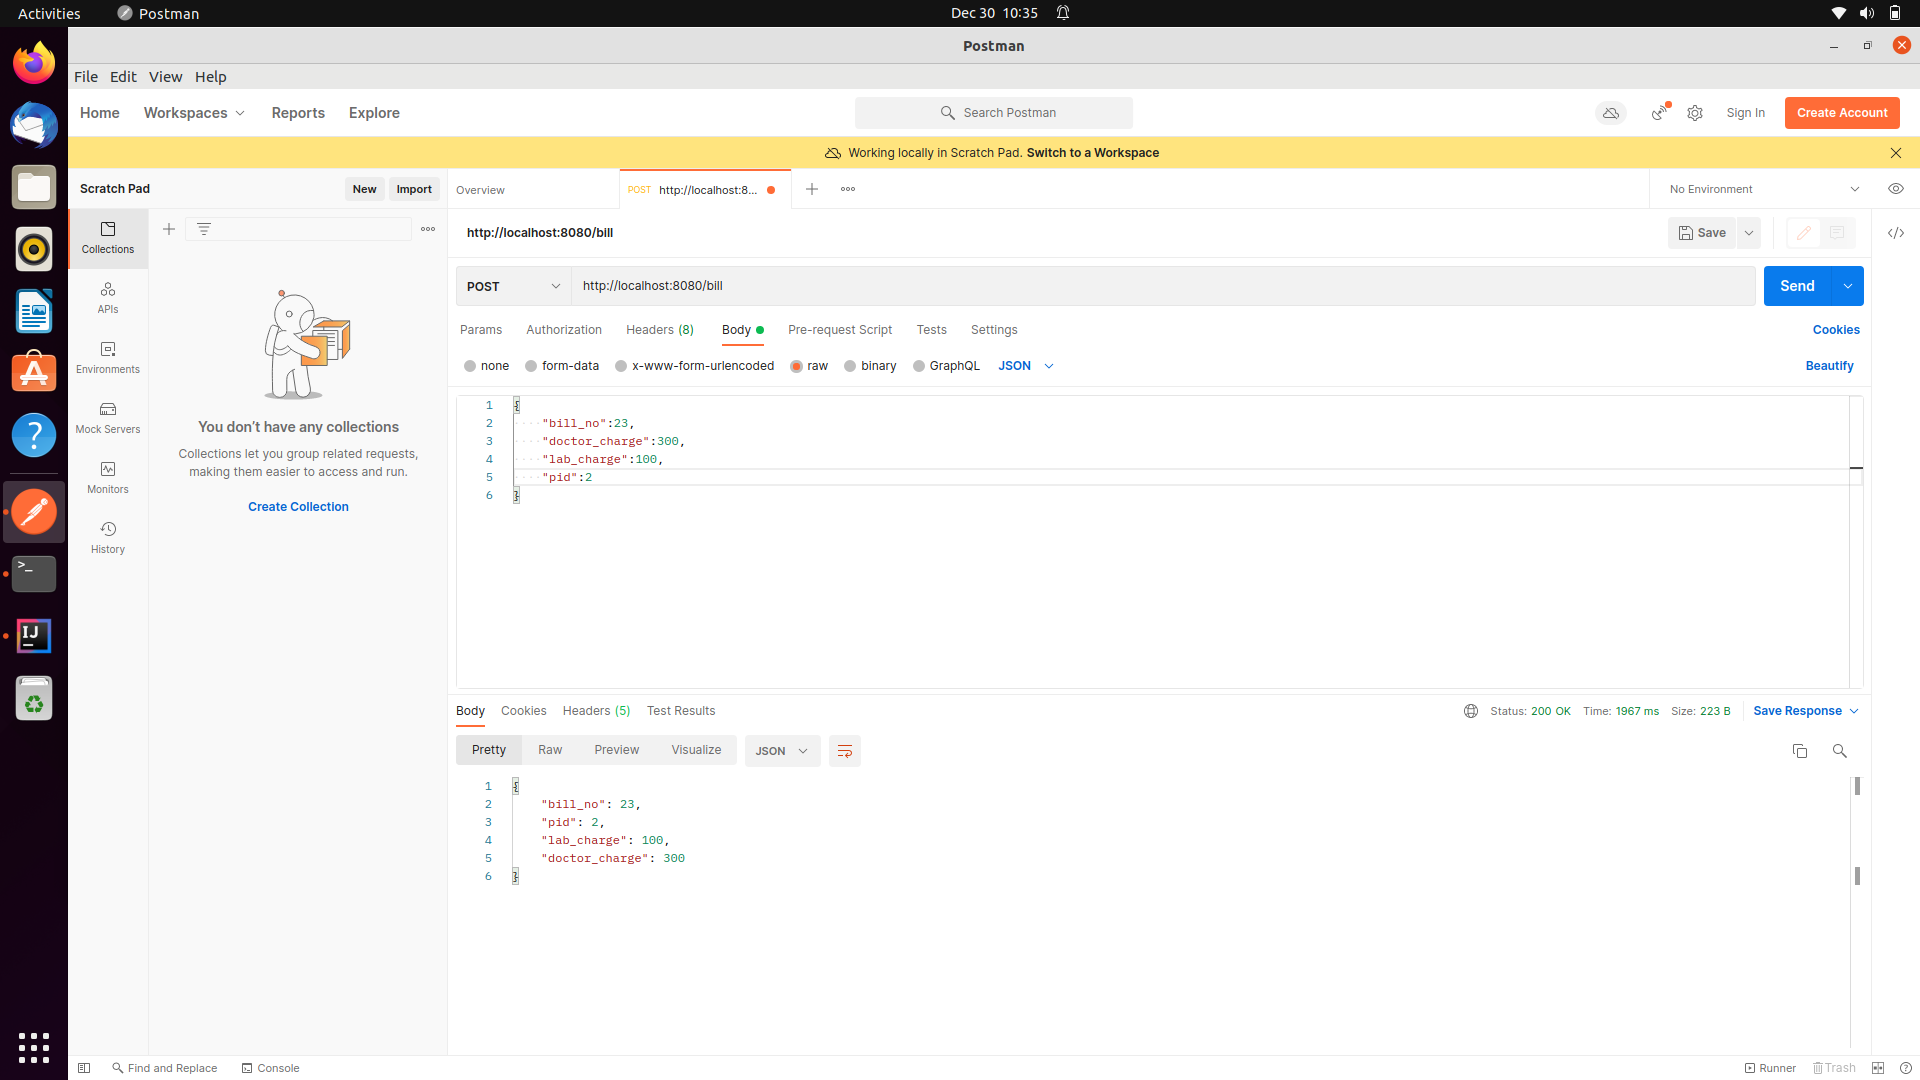 Activities
Postman
Dec 30 10:35
Postman
File Edit View Help
Home Workspaces Reports Explore
Search Postman
Sign In
Create Account
Working locally in Scratch Pad. Switch to a Workspace
Scratch Pad
New
Import
Overview
POST http://localhost:8...
No Environment
Collections
APIs
Environments
Mock Servers
Monitors
History
You don't have any collections
Collections let you group related requests,
making them easier to access and run.
Create Collection
http://localhost:8080/bill
Save
POST
http://localhost:8080/bill
Send
Params Authorization Headers (8) Body Pre-request Script Tests Settings
Cookies
none form-data x-www-form-urlencoded raw binary GraphQL JSON
Beautify
1 {
2 "bill_no":23,
3 "doctor_charge":300,
4 "lab_charge":100,
5 "pid":2
6 }
Body Cookies Headers (5) Test Results
Status: 200 OK Time: 1967 ms Size: 223 B
Save Response
Pretty Raw Preview Visualize JSON
1 {
2 "bill_no": 23,
3 "pid": 2,
4 "lab_charge": 100,
5 "doctor_charge": 300
6 }
Find and Replace
Console
Runner
Trash